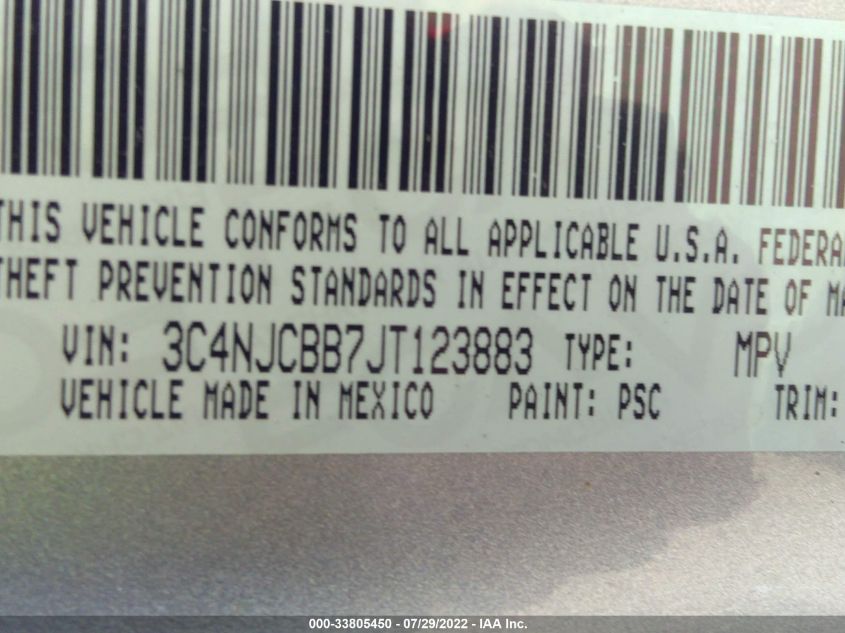 THIS VEHICLE CONFORMS TO ALL APPLICABLE U.S.A.
THEFT PREVENTION STANDARDS IN EFFECT ON THE DATE OF
VIN: 3C4NJCBB7JT123883 TYPE: MPV
VEHICLE MADE IN MEXICO PAINT: PSC TRIM:
000-33805450 - 07/29/2022 - IAA Inc.